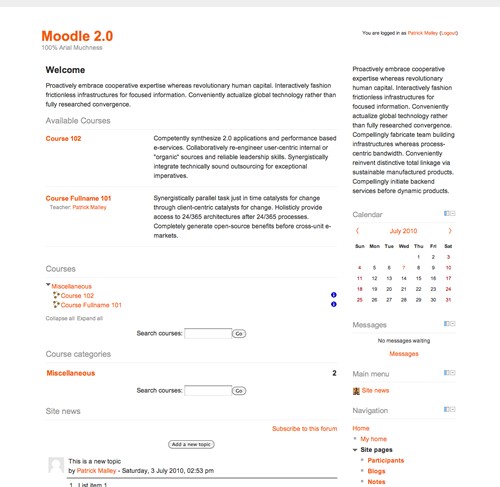 Moodle 2.0
100% Arial Muchness
You are logged in as Patrick Malley (Logout)
Welcome
Proactively embrace cooperative expertise whereas revolutionary human capital. Interactively fashion
frictionless infrastructures for focused information. Conveniently actualize global technology rather than
fully researched convergence.
Available Courses
Course 102
Competently synthesize 2.0 applications and performance based
e-services. Collaboratively re-engineer user-centric internal or
"organic" sources and reliable leadership skills. Synergistically
integrate technically sound outsourcing for exceptional
imperatives.
Course Fullname 101
Teacher: Patrick Malley
Synergistically parallel task just in time catalysts for change
through client-centric catalysts for change. Holisticly provide
access to 24/365 architectures after 24/365 processes.
Completely generate open-source benefits before cross-unit e-
markets.
Courses
Miscellaneous
Course 102
Course Fullname 101
Collapse all Expand all
Search courses: Go
Course categories
Miscellaneous 2
Search courses: Go
Site news
Subscribe to this forum
Add a new topic
This is a new topic
by Patrick Malley - Saturday, 3 July 2010, 02:53 pm
1. List item 1
Proactively embrace cooperative
expertise whereas revolutionary
human capital. Interactively fashion
frictionless infrastructures for
focused information. Conveniently
actualize global technology rather
than fully researched convergence.
Compellingly fabricate team building
infrastructures whereas process-
centric bandwidth. Conveniently
reinvent distinctive total linkage via
sustainable manufactured products.
Compellingly initiate backend
services before dynamic products.
Calendar
July 2010
Sun Mon Tue Wed Thu Fri Sat
1 2 3
4 5 6 7 8 9 10
11 12 13 14 15 16 17
18 19 20 21 22 23 24
25 26 27 28 29 30 31
Messages
No messages waiting
Messages
Main menu
Site news
Navigation
Home
My home
Site pages
Participants
Blogs
Notes